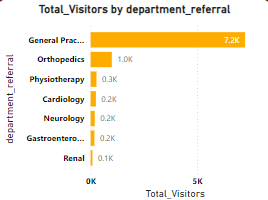 Total_Visitors by department_referral
department_referral
General Prac... 7.2K
Orthopedics 1.0K
Physiotherapy 0.3K
Cardiology 0.2K
Neurology 0.2K
Gastroentero... 0.2K
Renal 0.1K
0K 5K
Total_Visitors